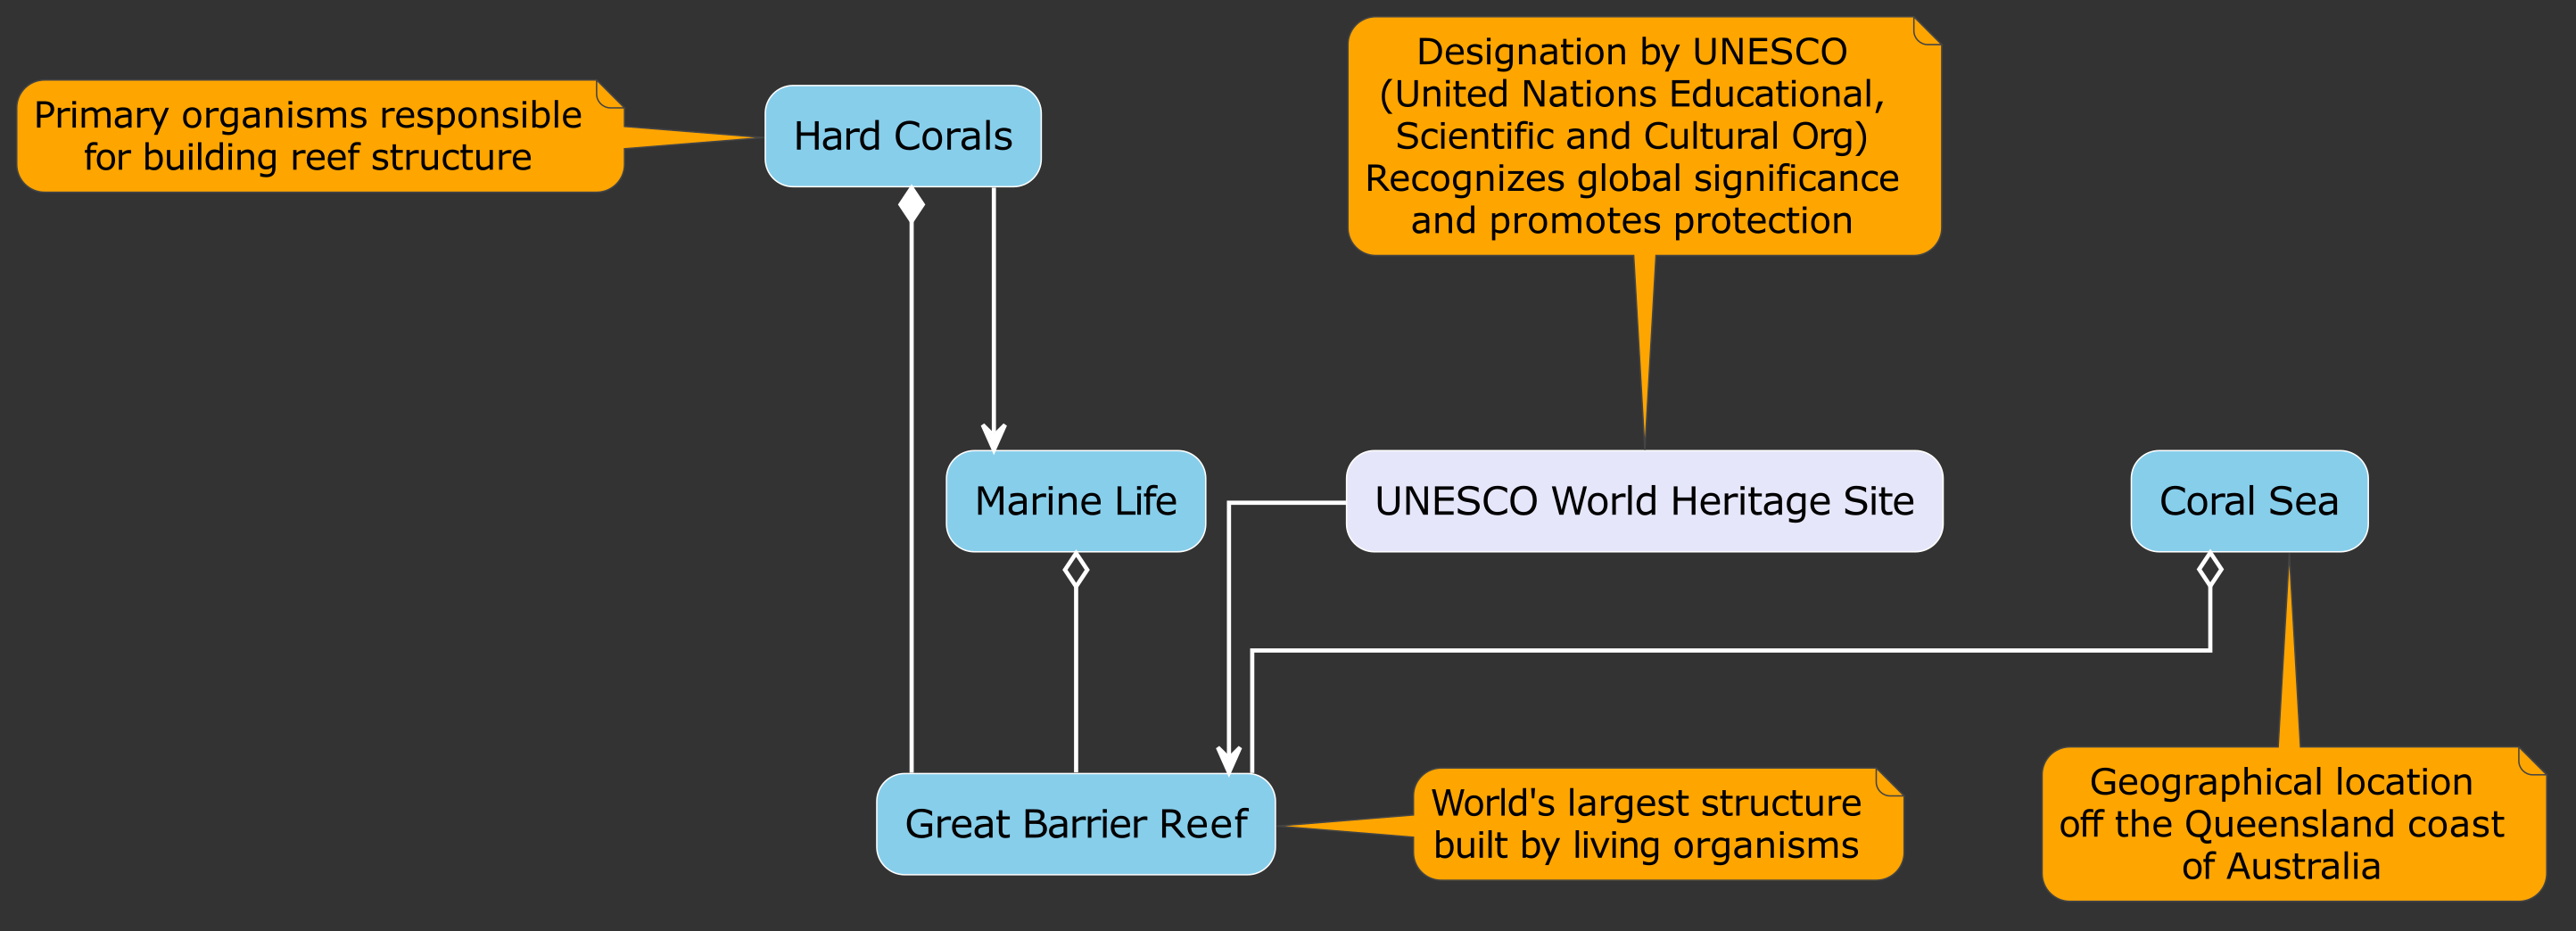 Designation by UNESCO
(United Nations Educational,
Scientific and Cultural Org)
Recognizes global significance
and promotes protection
Primary organisms responsible
for building reef structure
Hard Corals
Marine Life
UNESCO World Heritage Site
Coral Sea
Great Barrier Reef
World's largest structure
built by living organisms
Geographical location
off the Queensland coast
of Australia